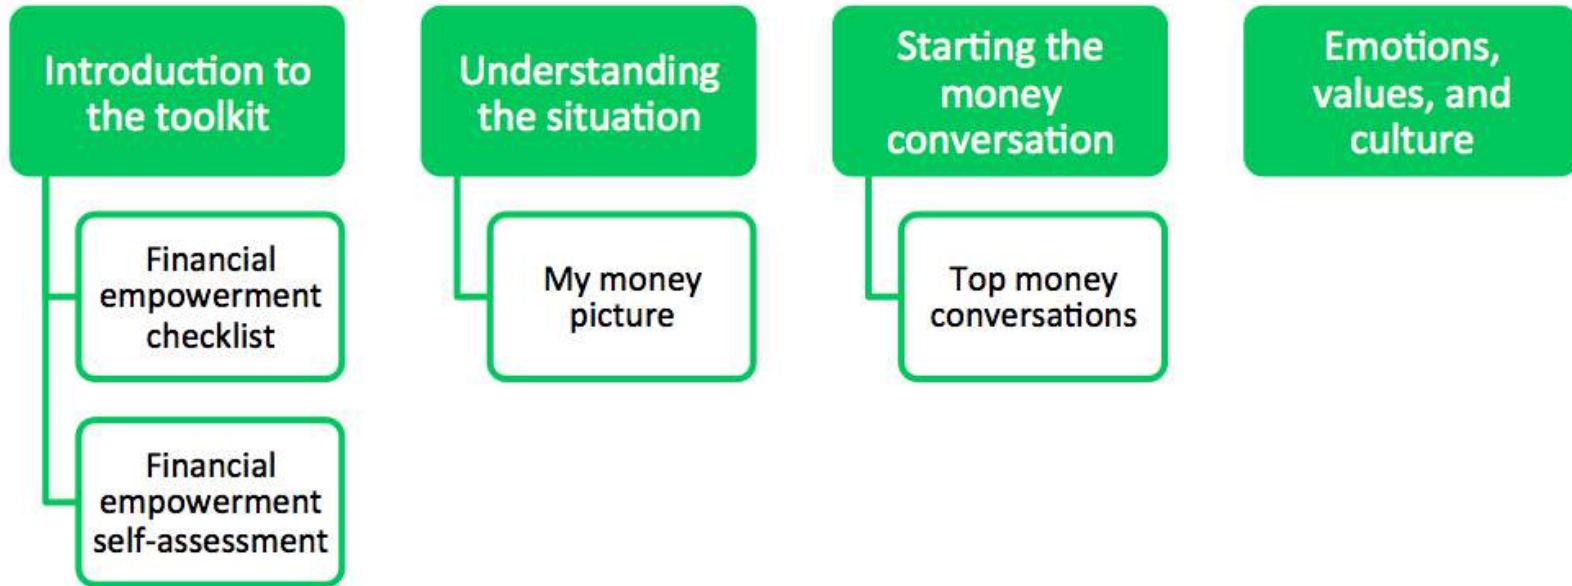 Introduction to
the toolkit
Financial
empowerment
checklist
Financial
empowerment
self-assessment
Understanding
the situation
My money
picture
Starting the
money
conversation
Top money
conversations
Emotions,
values, and
culture